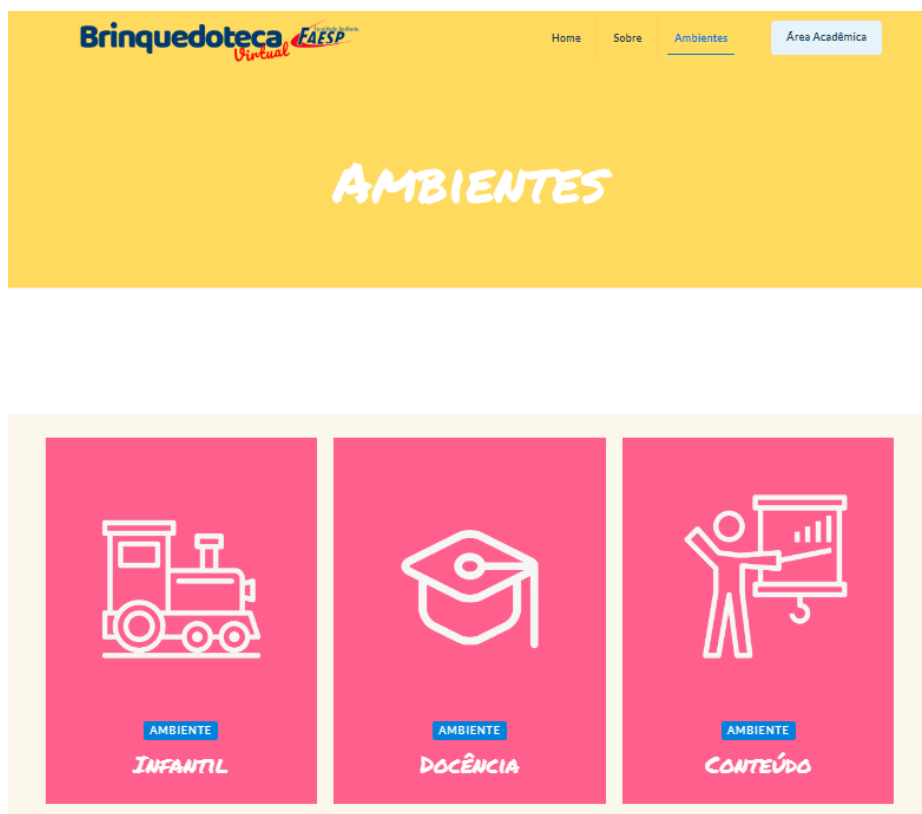 Brinquedoteca
Virtual
FAESP
Home
Sobre
Ambientes
Área Acadêmica
AMBIENTES
AMBIENTE
INFANTIL
AMBIENTE
DOCÊNCIA
AMBIENTE
CONTEÚDO